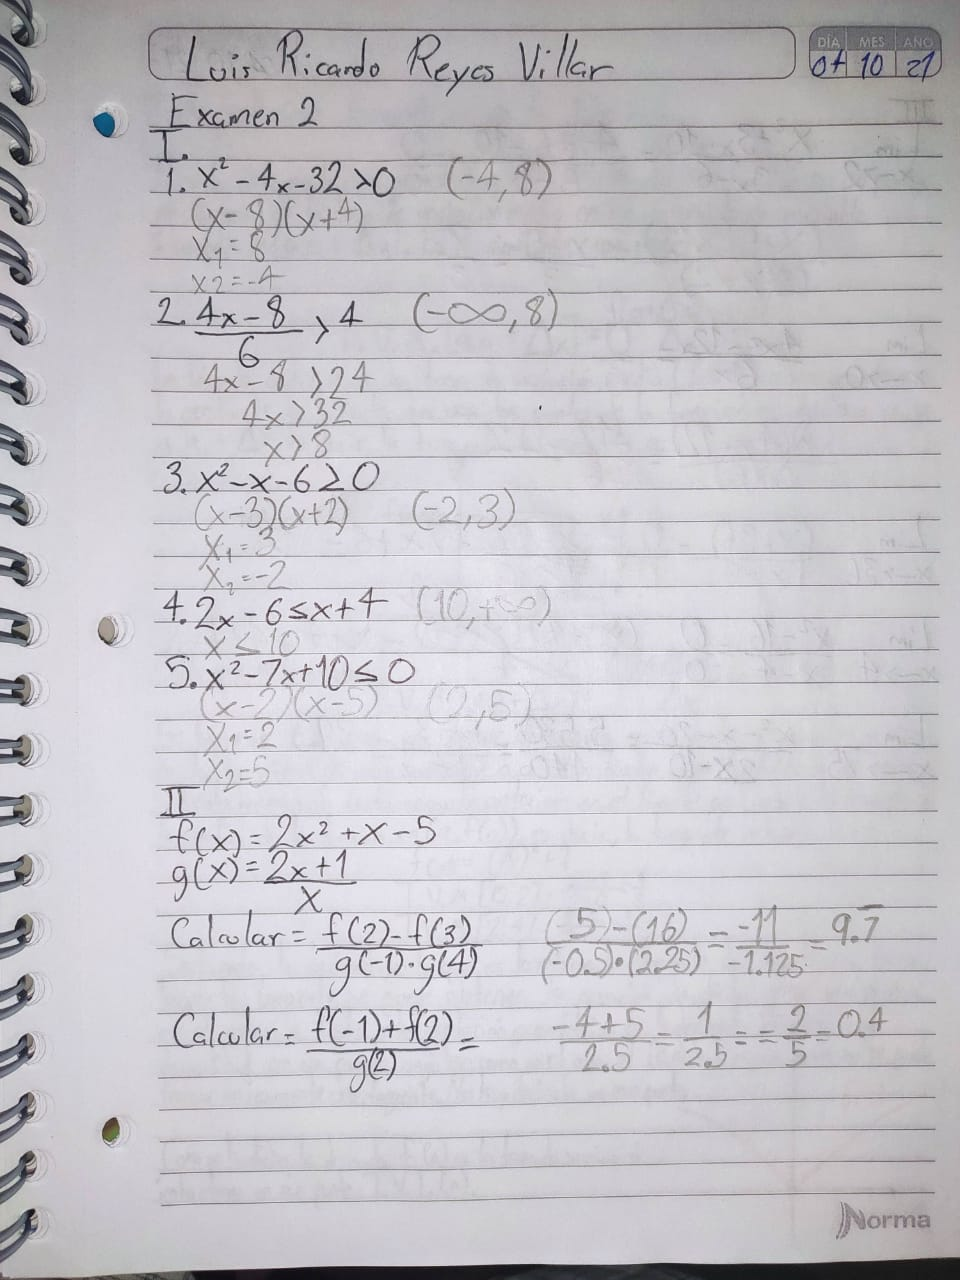 DÍA MES AÑO
Luis Ricardo Reyes Villar 07 10 21
Examen 2
I.
1. x² - 4x - 32 > 0 (-4, 8)
(x - 8)(x + 4)
x₁ = 8
x₂ = -4
2. 4x - 8 / 6 > 4 (-∞, 8)
4x - 8 > 24
4x > 32
x > 8
3. x² - x - 6 ≥ 0
(x - 3)(x + 2) (-2, 3)
x₁ = 3
x₂ = -2
4. 2x - 6 ≤ x + 4 (10, +∞)
x ≤ 10
5. x² - 7x + 10 ≤ 0
(x - 2)(x - 5) (2, 5)
x₁ = 2
x₂ = 5
II
f(x) = 2x² + x - 5
g(x) = 2x + 1 / x
Calcular = f(2) - f(3) / g(-1) · g(4) (5) - (16) / (-0.5) · (2.25) = -11 / -1.125 = 9.7̅
Calcular = f(-1) + f(2) / g(2) = -4 + 5 / 2.5 = 1 / 2.5 = = 2 / 5 = 0.4
Norma